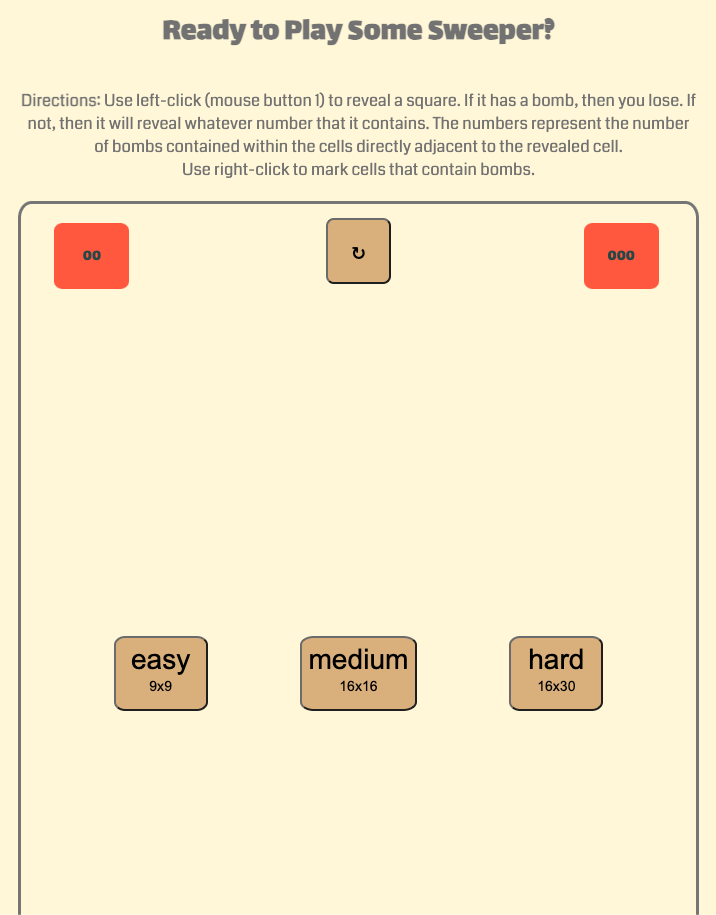 Ready to Play Some Sweeper?
Directions: Use left-click (mouse button 1) to reveal a square. If it has a bomb, then you lose. If
not, then it will reveal whatever number that it contains. The numbers represent the number
of bombs contained within the cells directly adjacent to the revealed cell.
Use right-click to mark cells that contain bombs.
00 ↻ 000
easy medium hard
9x9 16x16 16x30